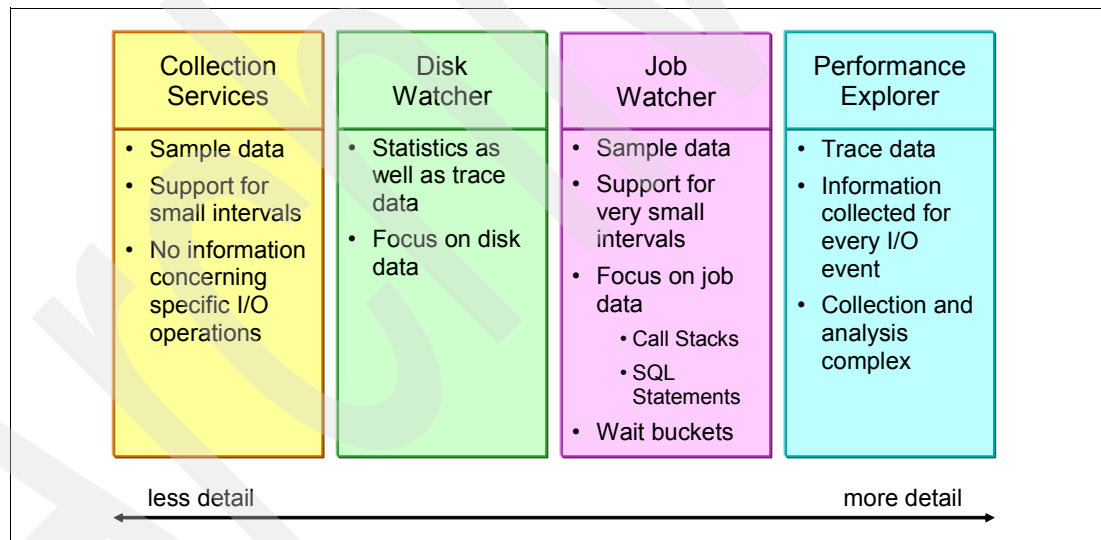 Collection
Services
• Sample data
• Support for
small intervals
• No information
concerning
specific I/O
operations
Disk
Watcher
• Statistics as
well as trace
data
• Focus on disk
data
Job
Watcher
• Sample data
• Support for
very small
intervals
• Focus on job
data
• Call Stacks
• SQL
Statements
• Wait buckets
Performance
Explorer
• Trace data
• Information
collected for
every I/O
event
• Collection and
analysis
complex
less detail
more detail